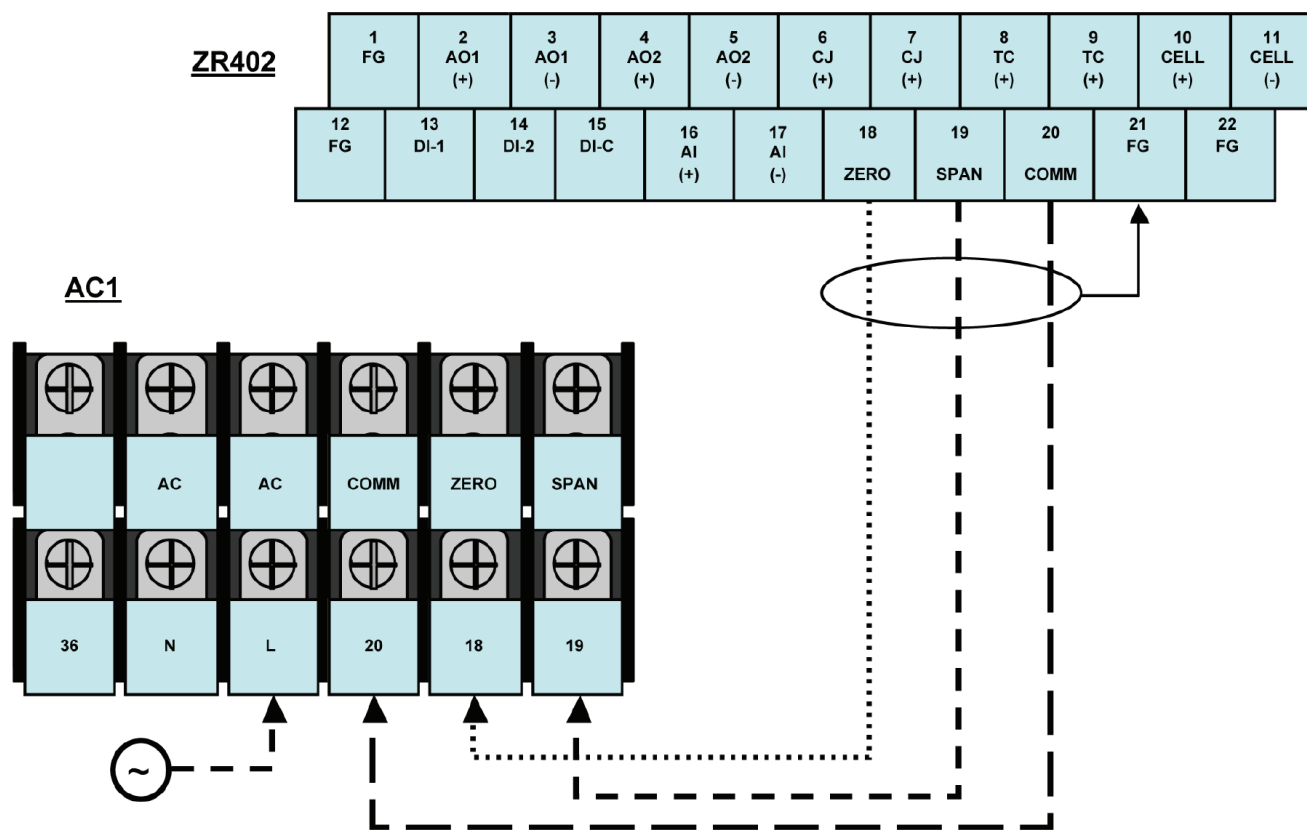 ZR402
1 2 3 4 5 6 7 8 9 10 11
FG AO1 AO1 AO2 AO2 CJ CJ TC TC CELL CELL
(+) (-) (+) (-) (+) (+) (+) (+) (+) (-)
12 13 14 15 16 17 18 19 20 21 22
FG DI-1 DI-2 DI-C AI AI FG FG
(+) (-) ZERO SPAN COMM
AC1
AC AC COMM ZERO SPAN
36 N L 20 18 19
~